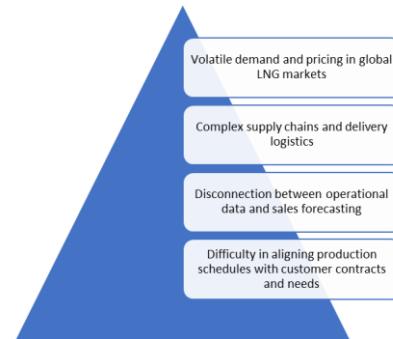 Volatile demand and pricing in global
LNG markets
Complex supply chains and delivery
logistics
Disconnection between operational
data and sales forecasting
Difficulty in aligning production
schedules with customer contracts
and needs